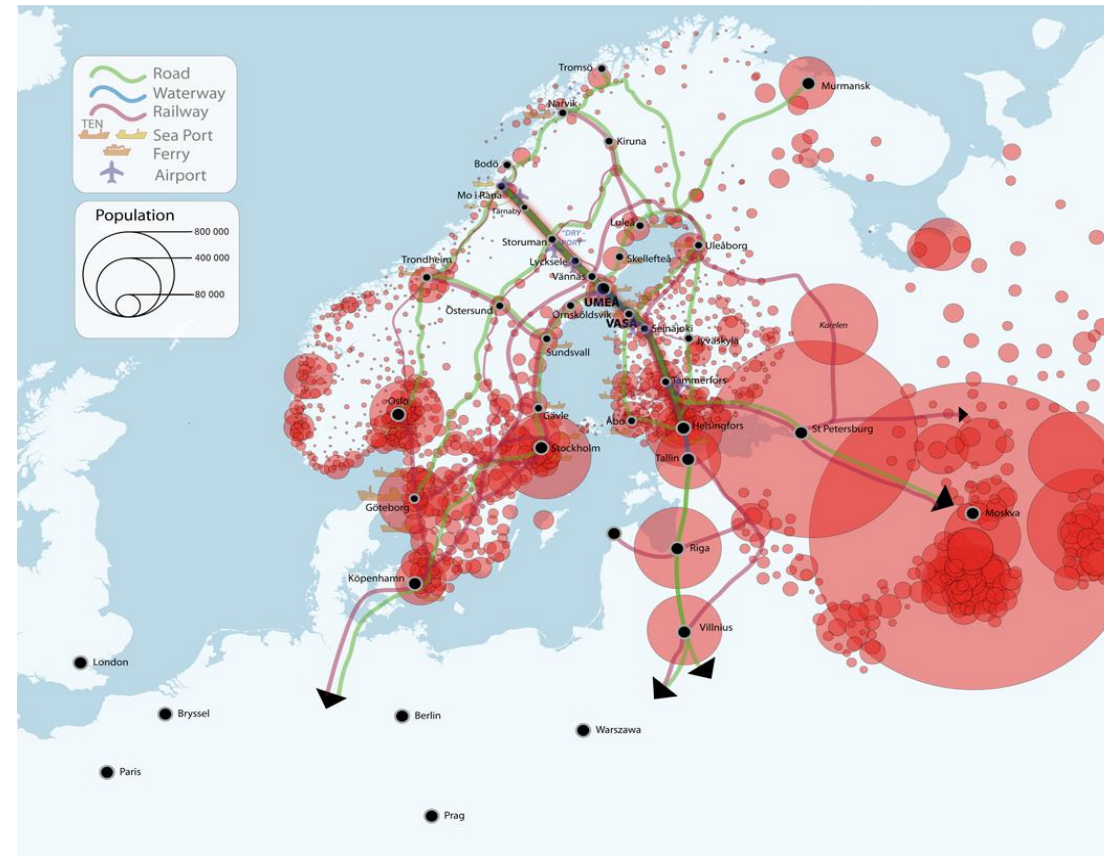 Road
Waterway
Railway
TEN
Sea Port
Ferry
Airport
Population
800 000
400 000
80 000
Tromsö
Murmansk
Narvik
Kiruna
Bodö
Mo i Rana
Tärnaby
Luleå
Uleåborg
Storuman
"DRY
PORT"
Skellefteå
Lycksele
Trondheim
Vännäs
UMEÅ
Östersund
Örnsköldsvik
VASA
Seinäjoki
Karelen
Jyväskylä
Sundsvall
Tammerfors
Oslo
Gävle
Åbo
Helsingfors
St Petersburg
Stockholm
Tallin
Göteborg
Moskva
Riga
Köpenhamn
Villnius
London
Bryssel
Berlin
Warszawa
Paris
Prag